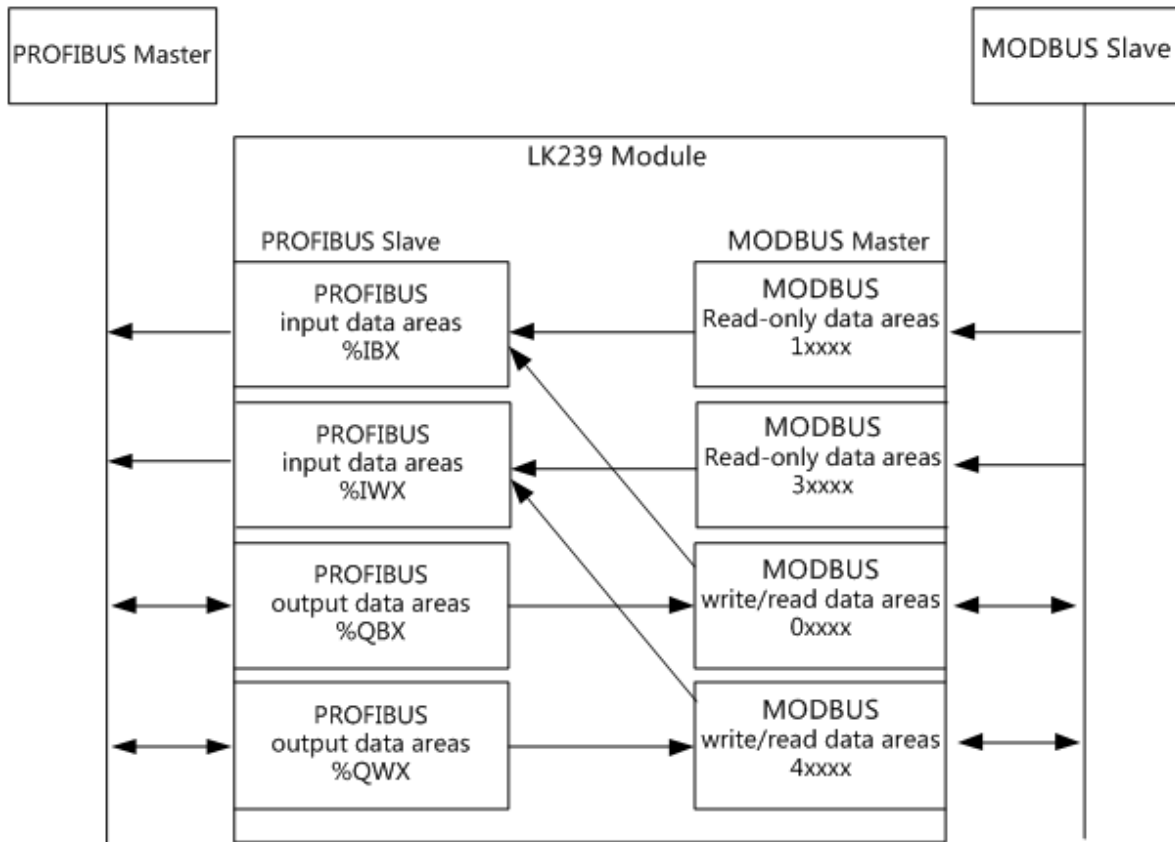 PROFIBUS Master
MODBUS Slave
LK239 Module
PROFIBUS Slave
MODBUS Master
PROFIBUS
input data areas
%IBX
MODBUS
Read-only data areas
1xxxx
PROFIBUS
input data areas
%IWX
MODBUS
Read-only data areas
3xxxx
PROFIBUS
output data areas
%QBX
MODBUS
write/read data areas
0xxxx
PROFIBUS
output data areas
%QWX
MODBUS
write/read data areas
4xxxx